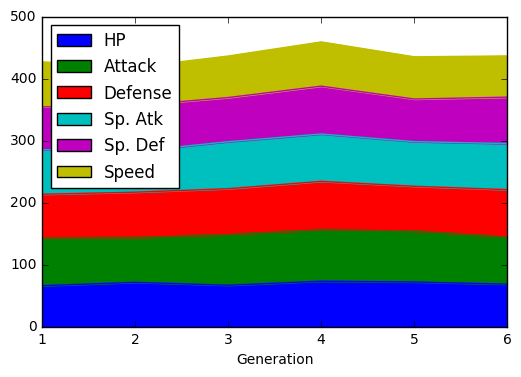 500
400
300
200
100
0
HP
Attack
Defense
Sp. Atk
Sp. Def
Speed
1 2 3 4 5 6
Generation